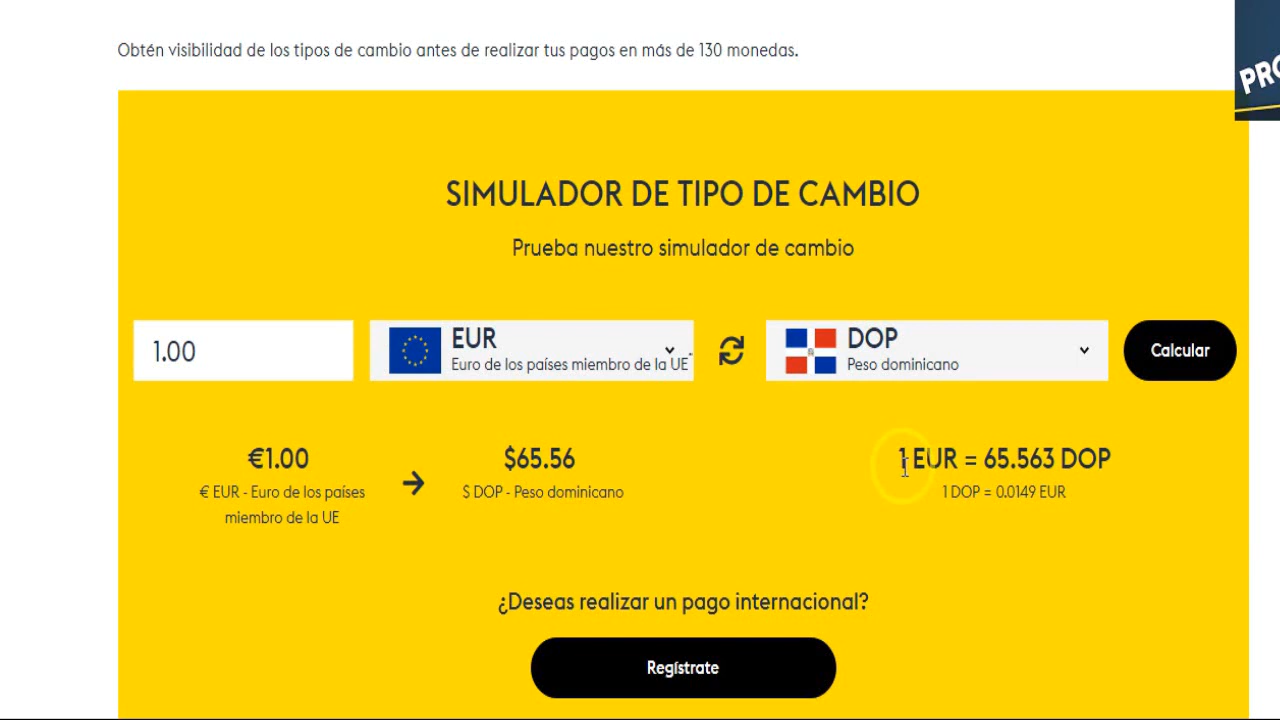 Obtén visibilidad de los tipos de cambio antes de realizar tus pagos en más de 130 monedas.
SIMULADOR DE TIPO DE CAMBIO
Prueba nuestro simulador de cambio
1.00
EUR
Euro de los países miembro de la UE
DOP
Peso dominicano
Calcular
€1.00
€ EUR - Euro de los países
miembro de la UE
$65.56
$ DOP - Peso dominicano
1 EUR = 65.563 DOP
1 DOP = 0.0149 EUR
¿Deseas realizar un pago internacional?
Regístrate